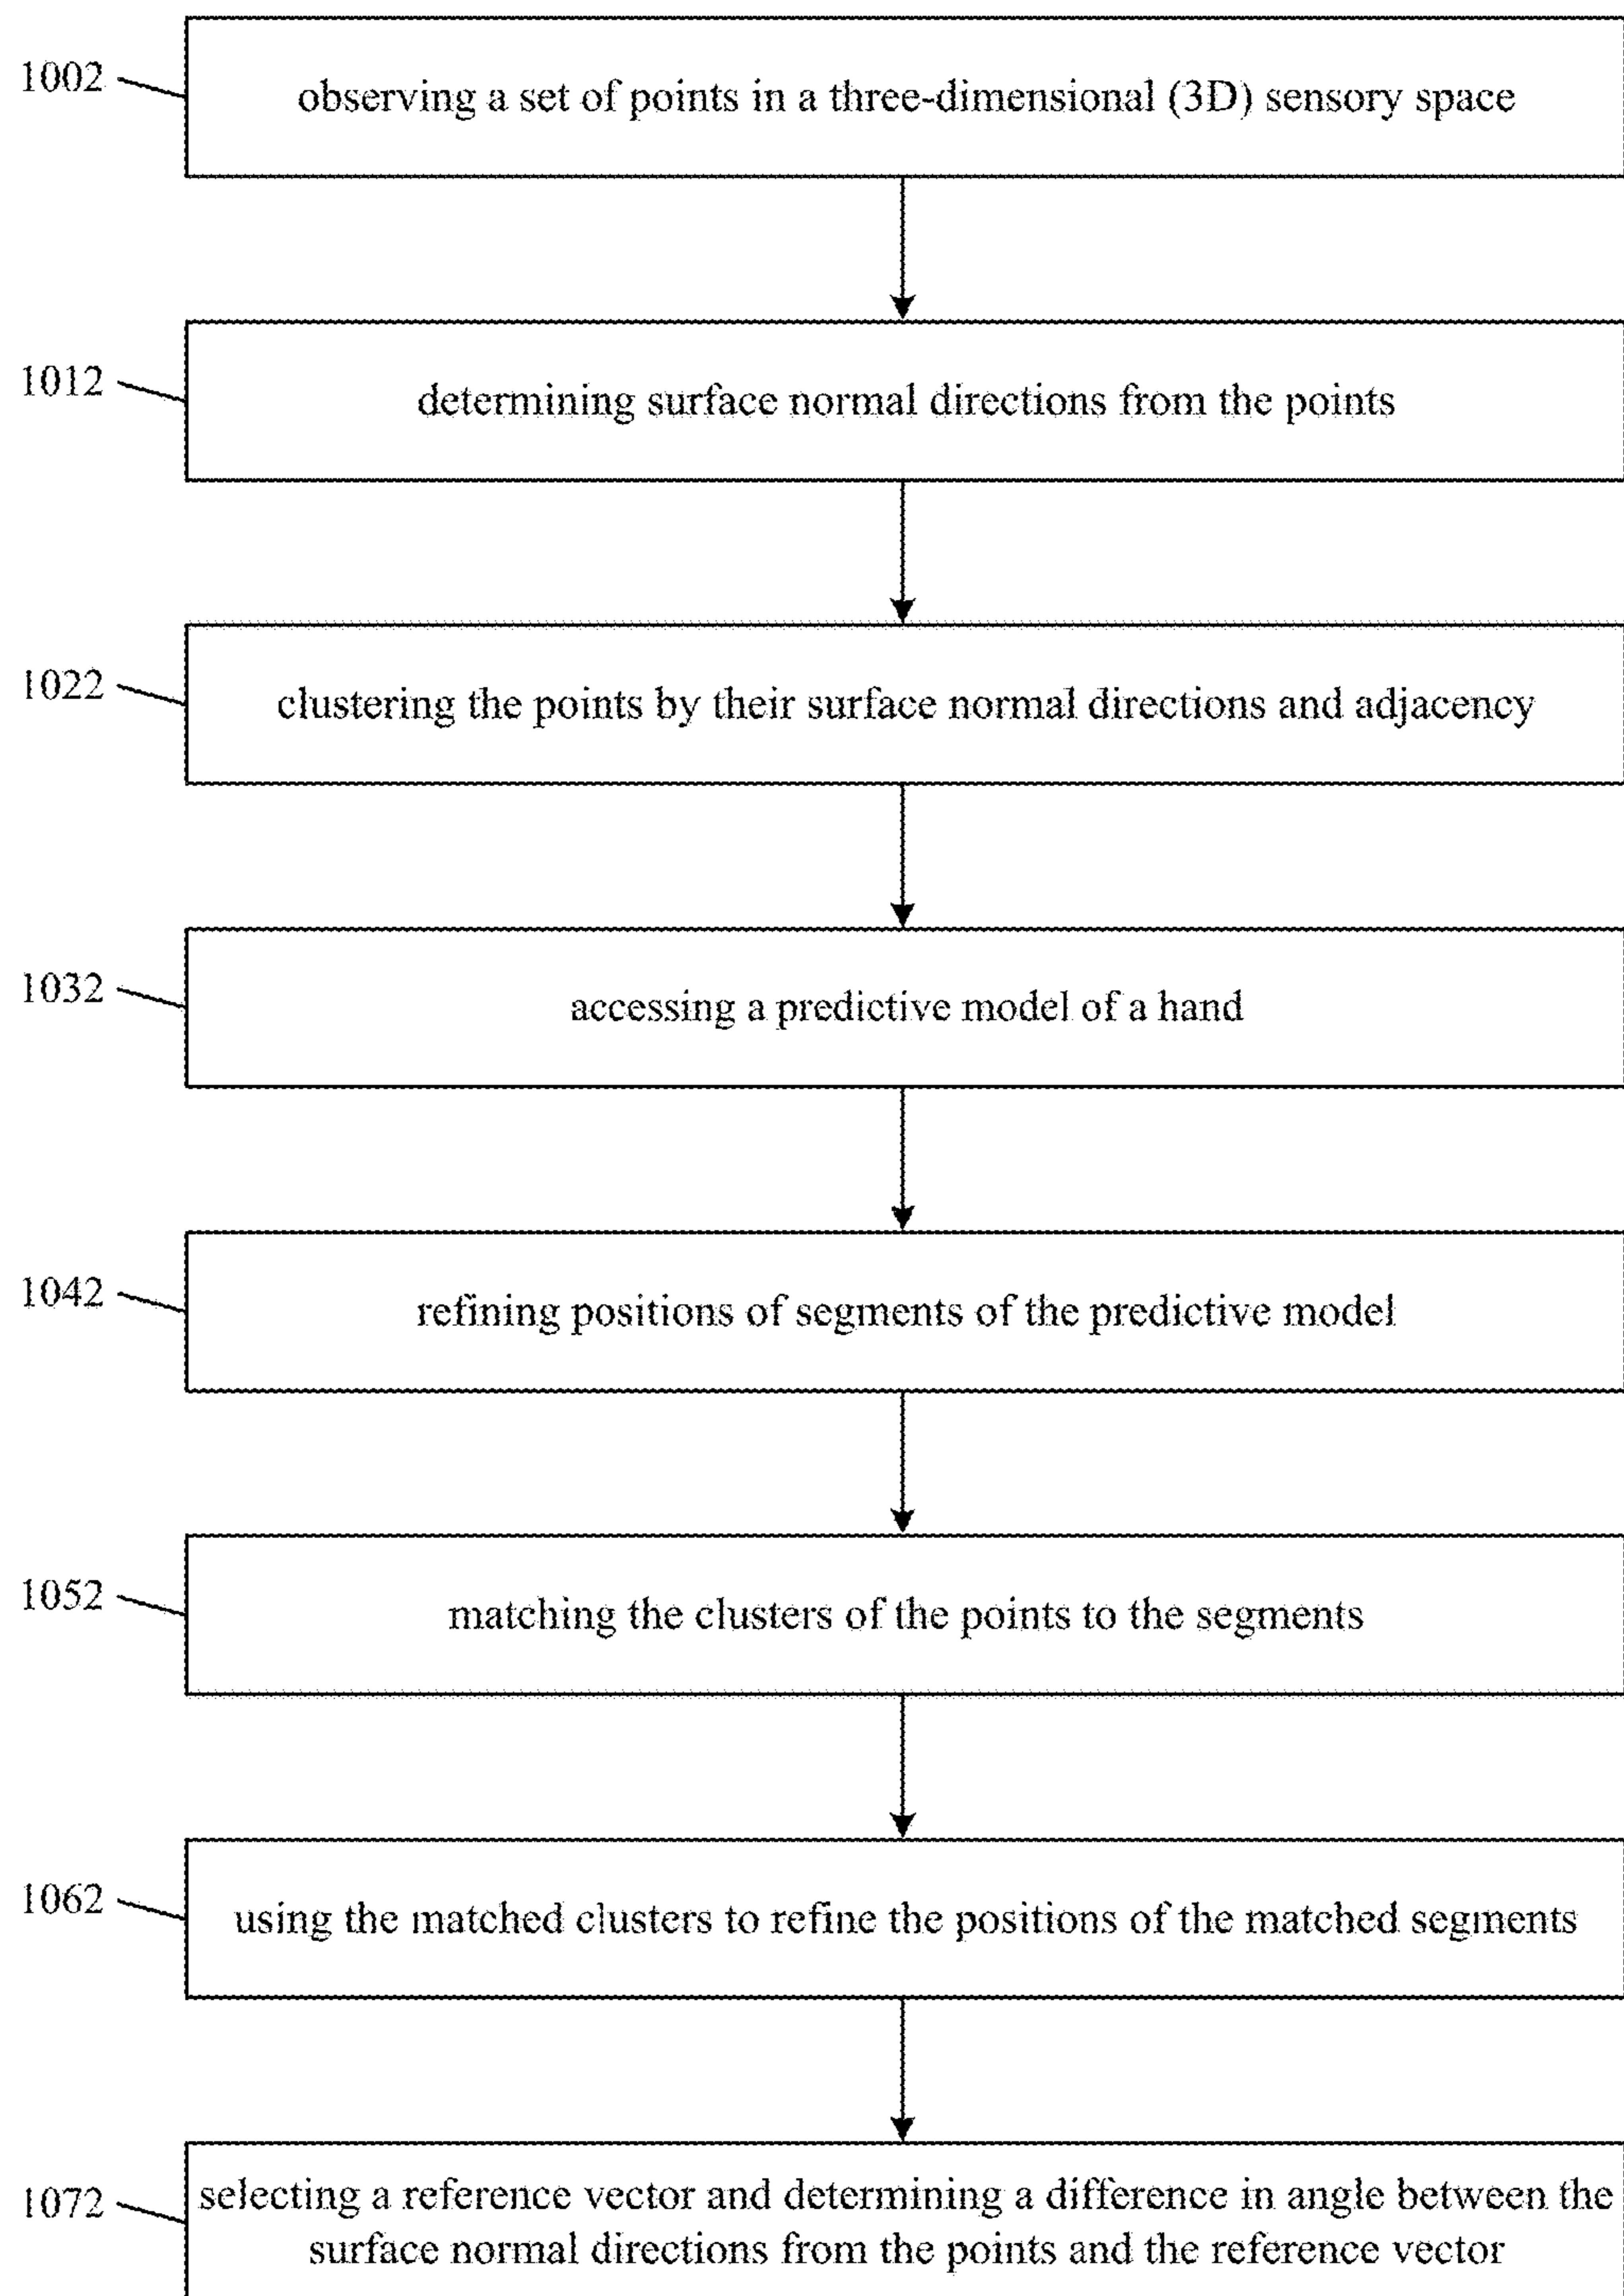 1002
observing a set of points in a three-dimensional (3D) sensory space
1012
determining surface normal directions from the points
1022
clustering the points by their surface normal directions and adjacency
1032
accessing a predictive model of a hand
1042
refining positions of segments of the predictive model
1052
matching the clusters of the points to the segments
1062
using the matched clusters to refine the positions of the matched segments
1072
selecting a reference vector and determining a difference in angle between the
surface normal directions from the points and the reference vector